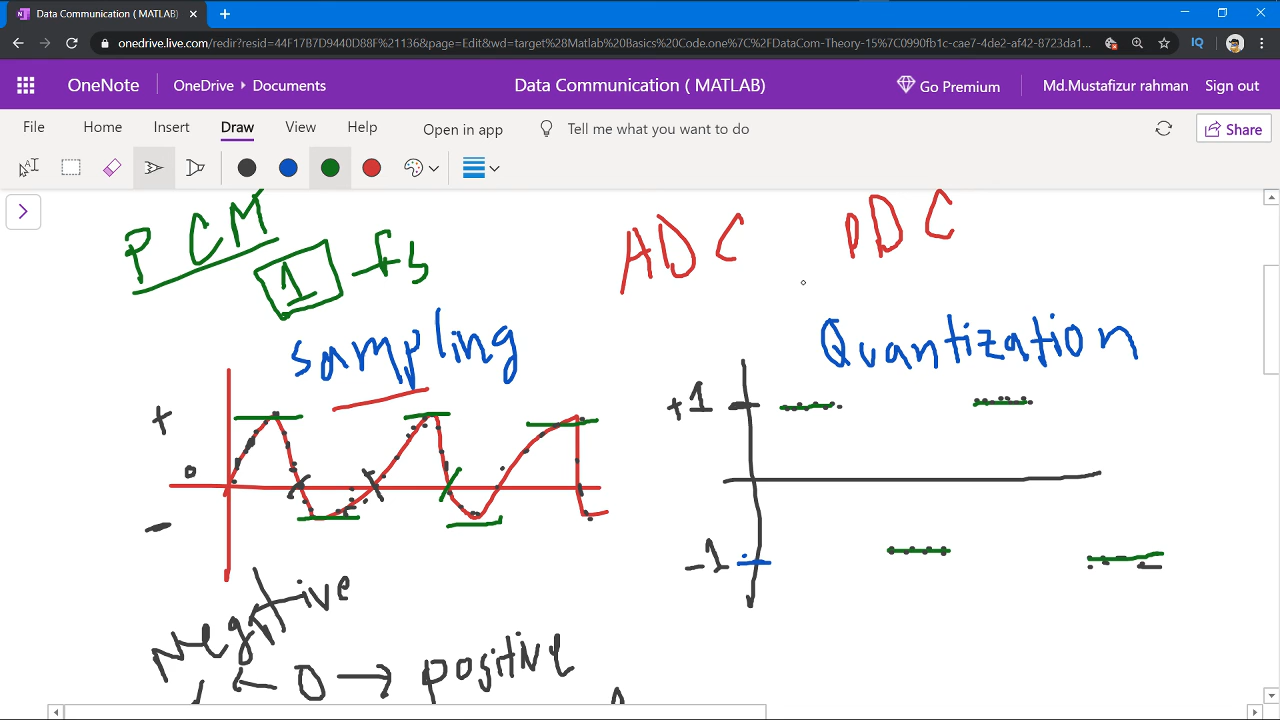 Data Communication (MATLAB)
onedrive.live.com/redir?resid=44F17B7D9440D88F%21136&page=Edit&wd=target%28Matlab%20Basics%20Code.one%7C%2FDataCom-Theory-15%7C0990fb1c-cae7-4de2-af42-8723da1...
IQ
OneNote
OneDrive
Documents
Data Communication ( MATLAB)
Go Premium
Md.Mustafizur rahman
Sign out
File
Home
Insert
Draw
View
Help
Open in app
Tell me what you want to do
Share
PCM
1
fs
ADC
sampling
Quantization
+
0
-
+1
-1
Negative
← 0 → positive